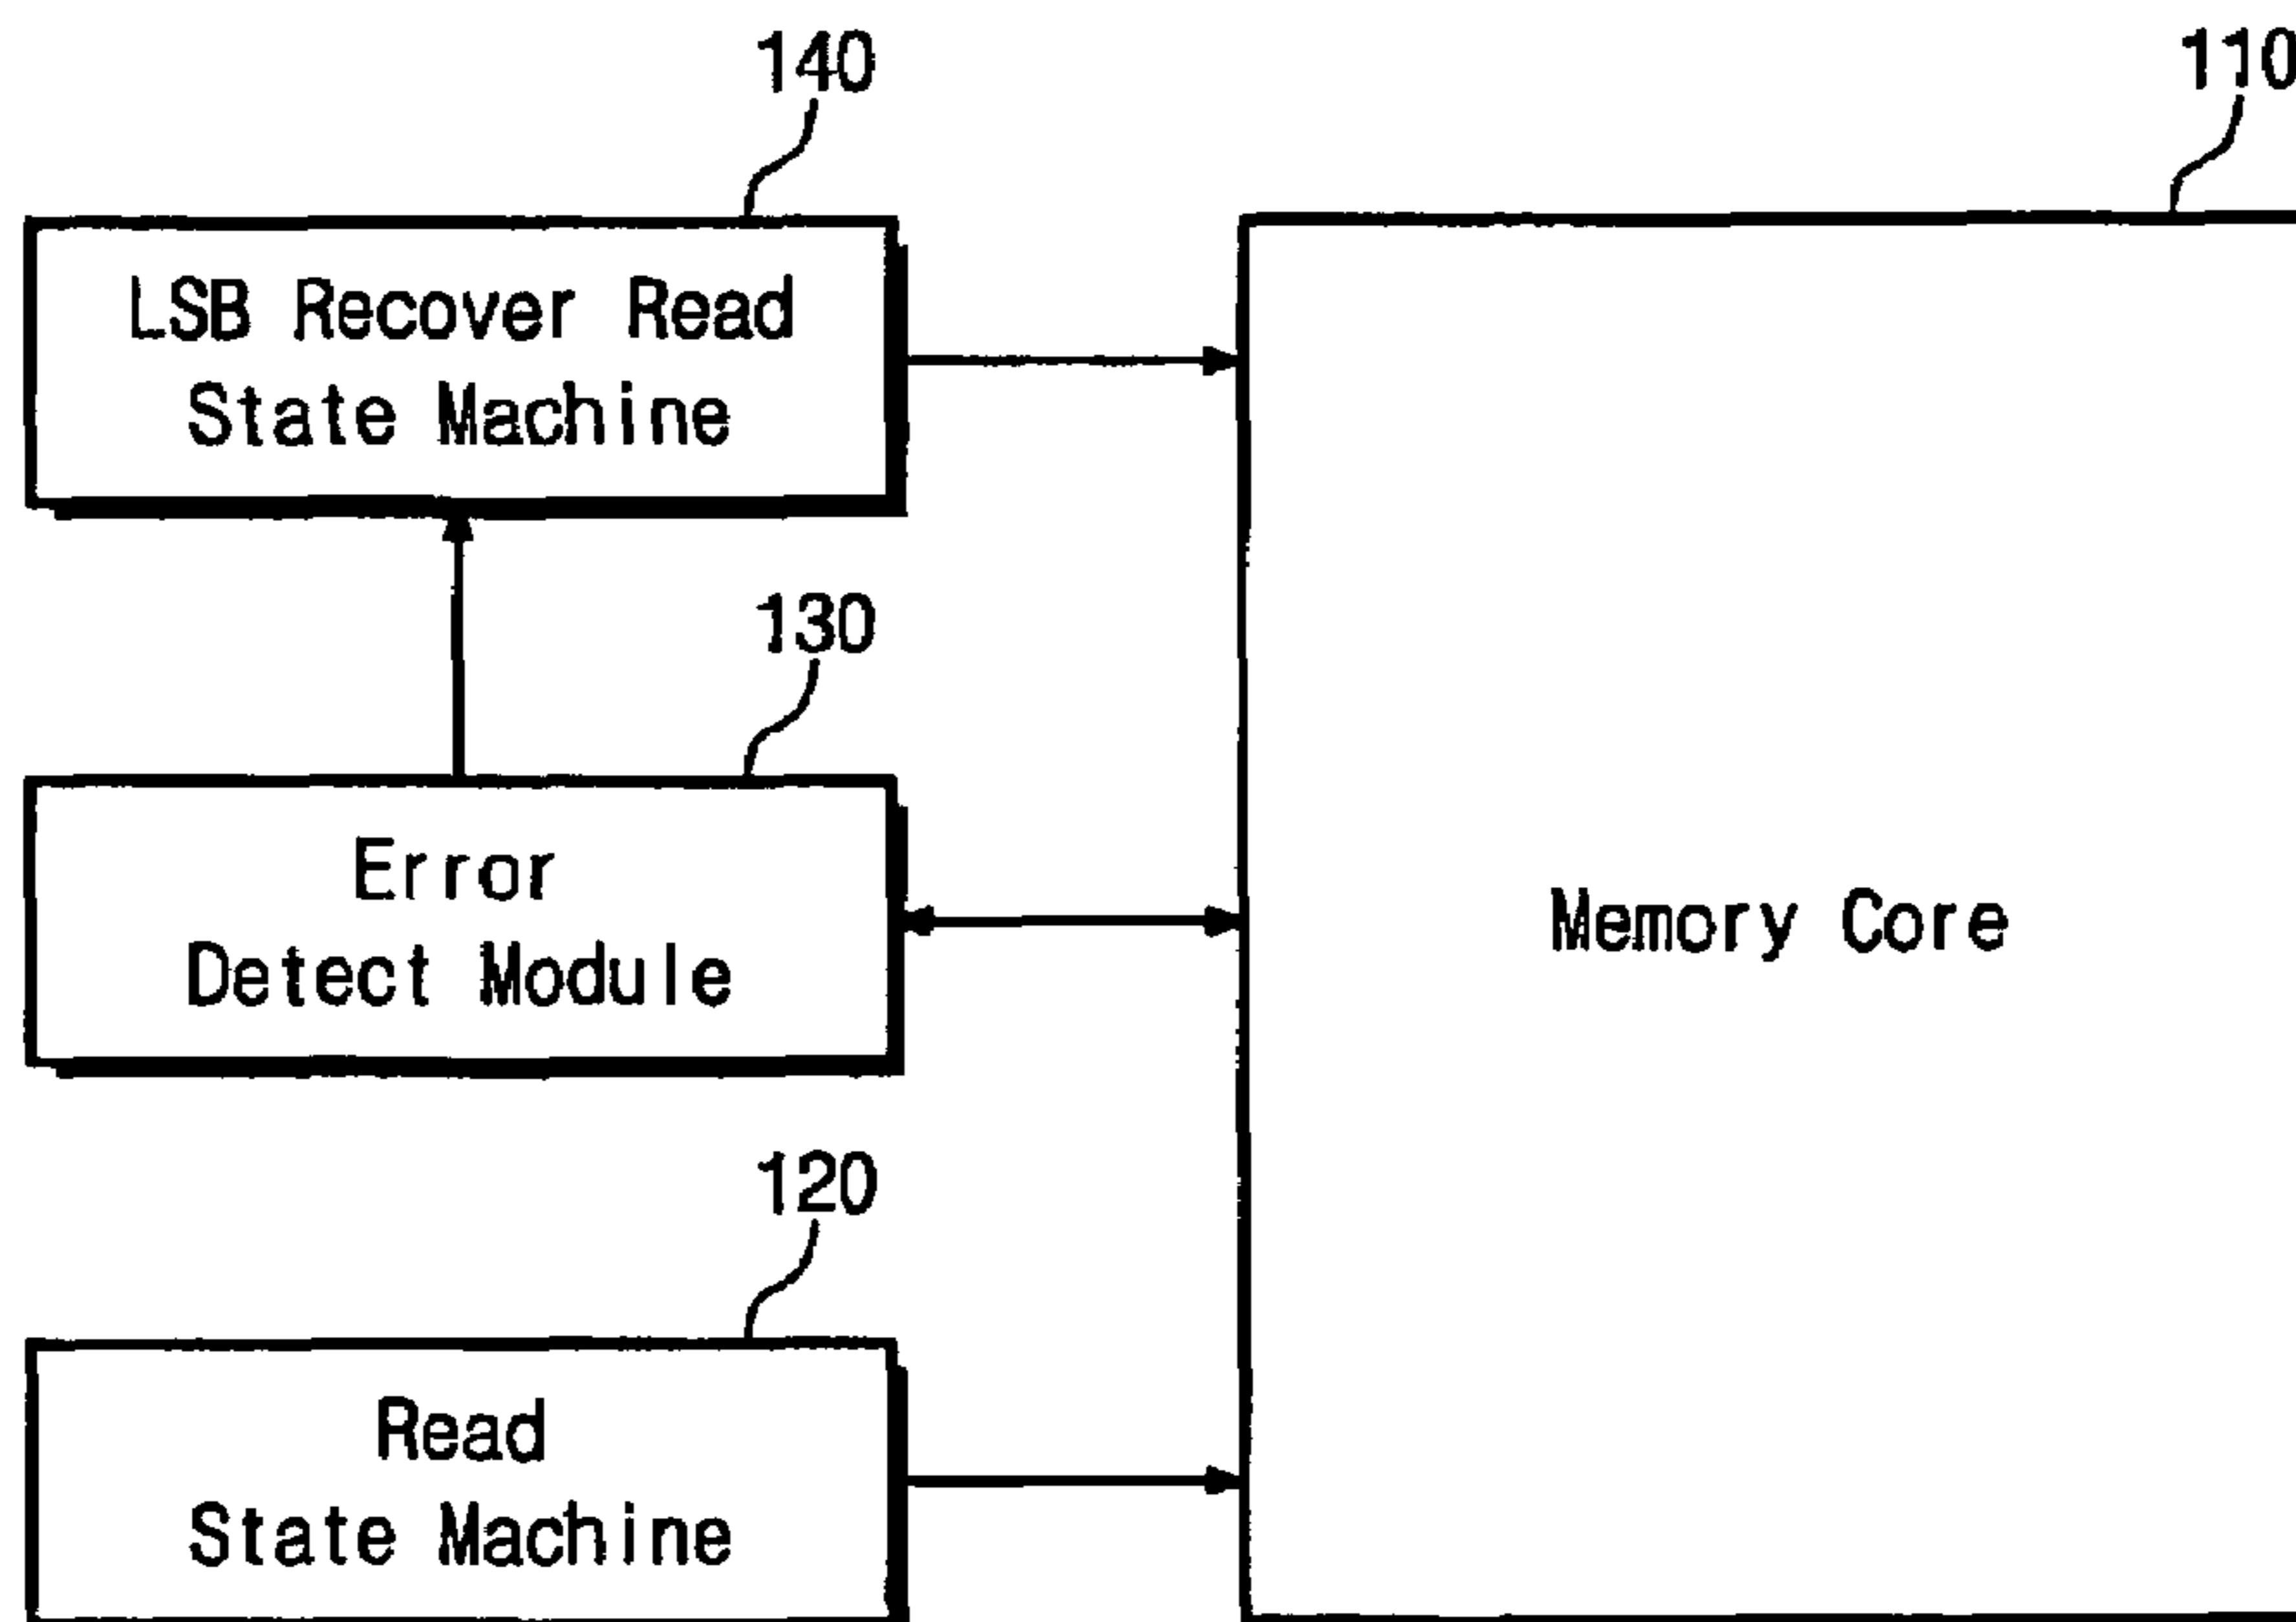 140
110
LSB Recover Read
State Machine
130
Error
Detect Module
Memory Core
120
Read
State Machine